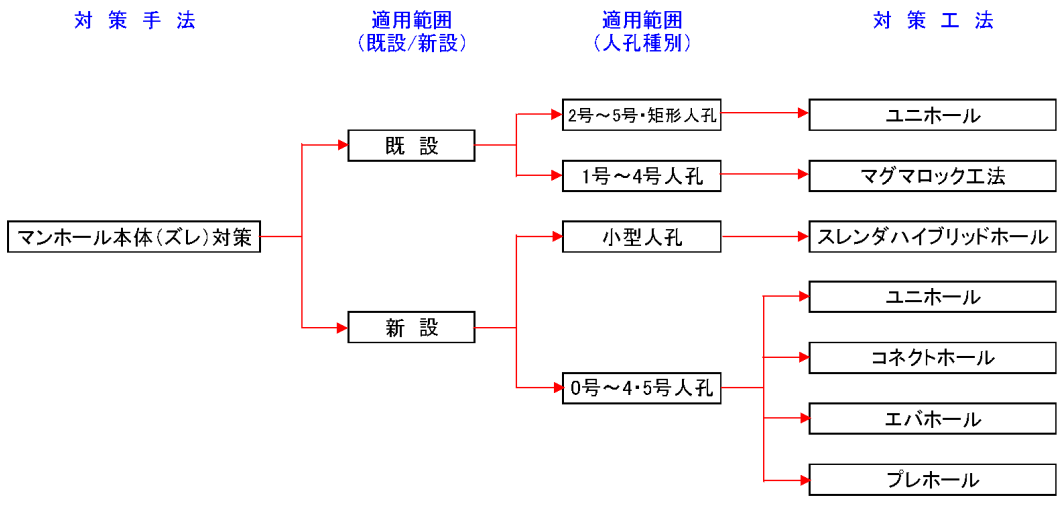 対策手法
適用範囲
(既設/新設)
適用範囲
(人孔種別)
対策工法
マンホール本体(ズレ)対策
既設
2号～5号・矩形人孔
ユニホール
1号～4号人孔
マグマロック工法
新設
小型人孔
スレンダハイブリッドホール
0号～4・5号人孔
ユニホール
コネクトホール
エバホール
プレホール